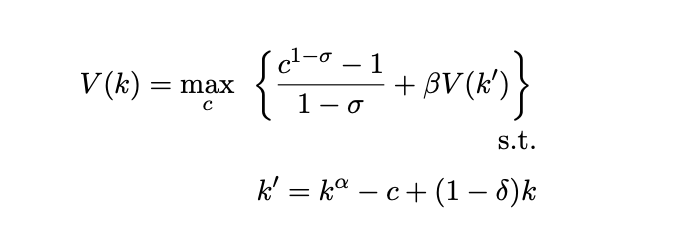 V(k) = max_c { (c^{1−σ} − 1)/(1 − σ) + βV(k′) }
s.t.
k′ = k^α − c + (1 − δ)k